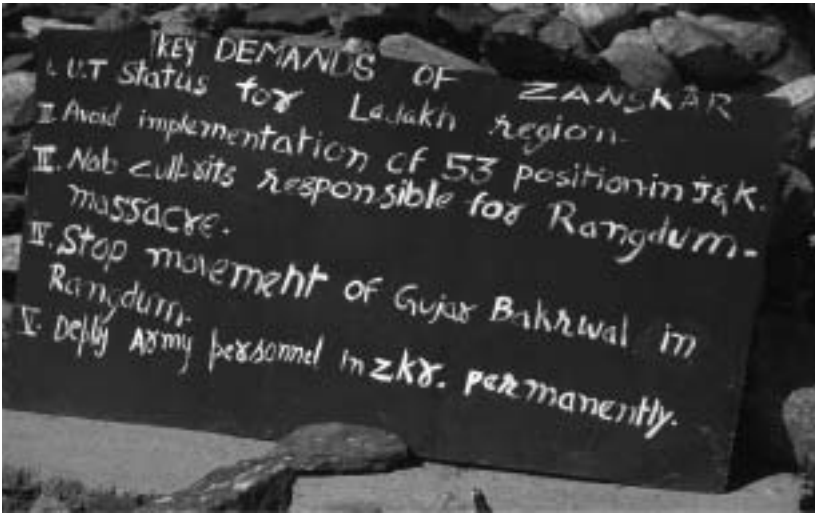 KEY DEMANDS OF ZANSKAR
I. U.T Status for Ladakh region.
II. Avoid implementation of 53 position in J & K.
III. Nab culprits responsible for Rangdum-
massacre.
IV. Stop movement of Gujar Bakrwal in
Rangdum.
V. Deploy Army personnel in zkr. permanently.